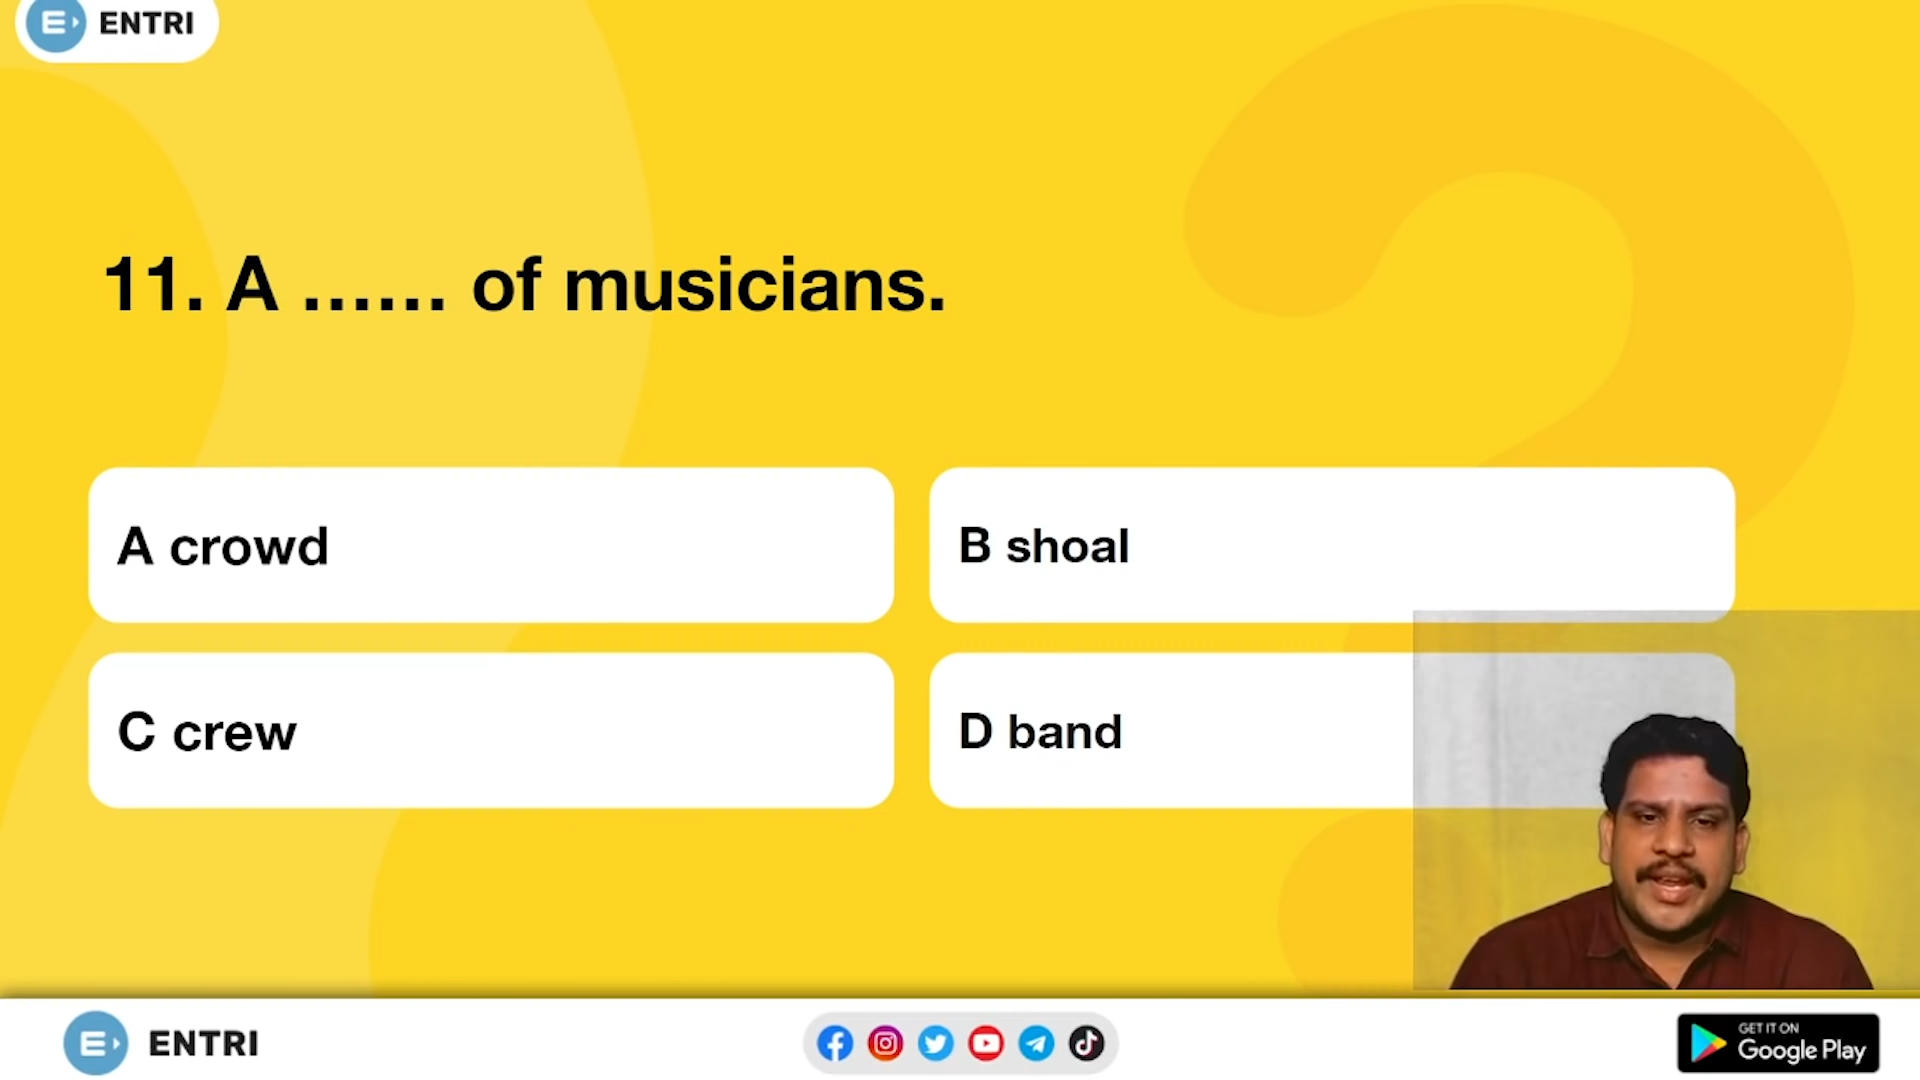 ENTRI
11. A ...... of musicians.
A crowd
B shoal
C crew
D band
ENTRI
GET IT ON
Google Play